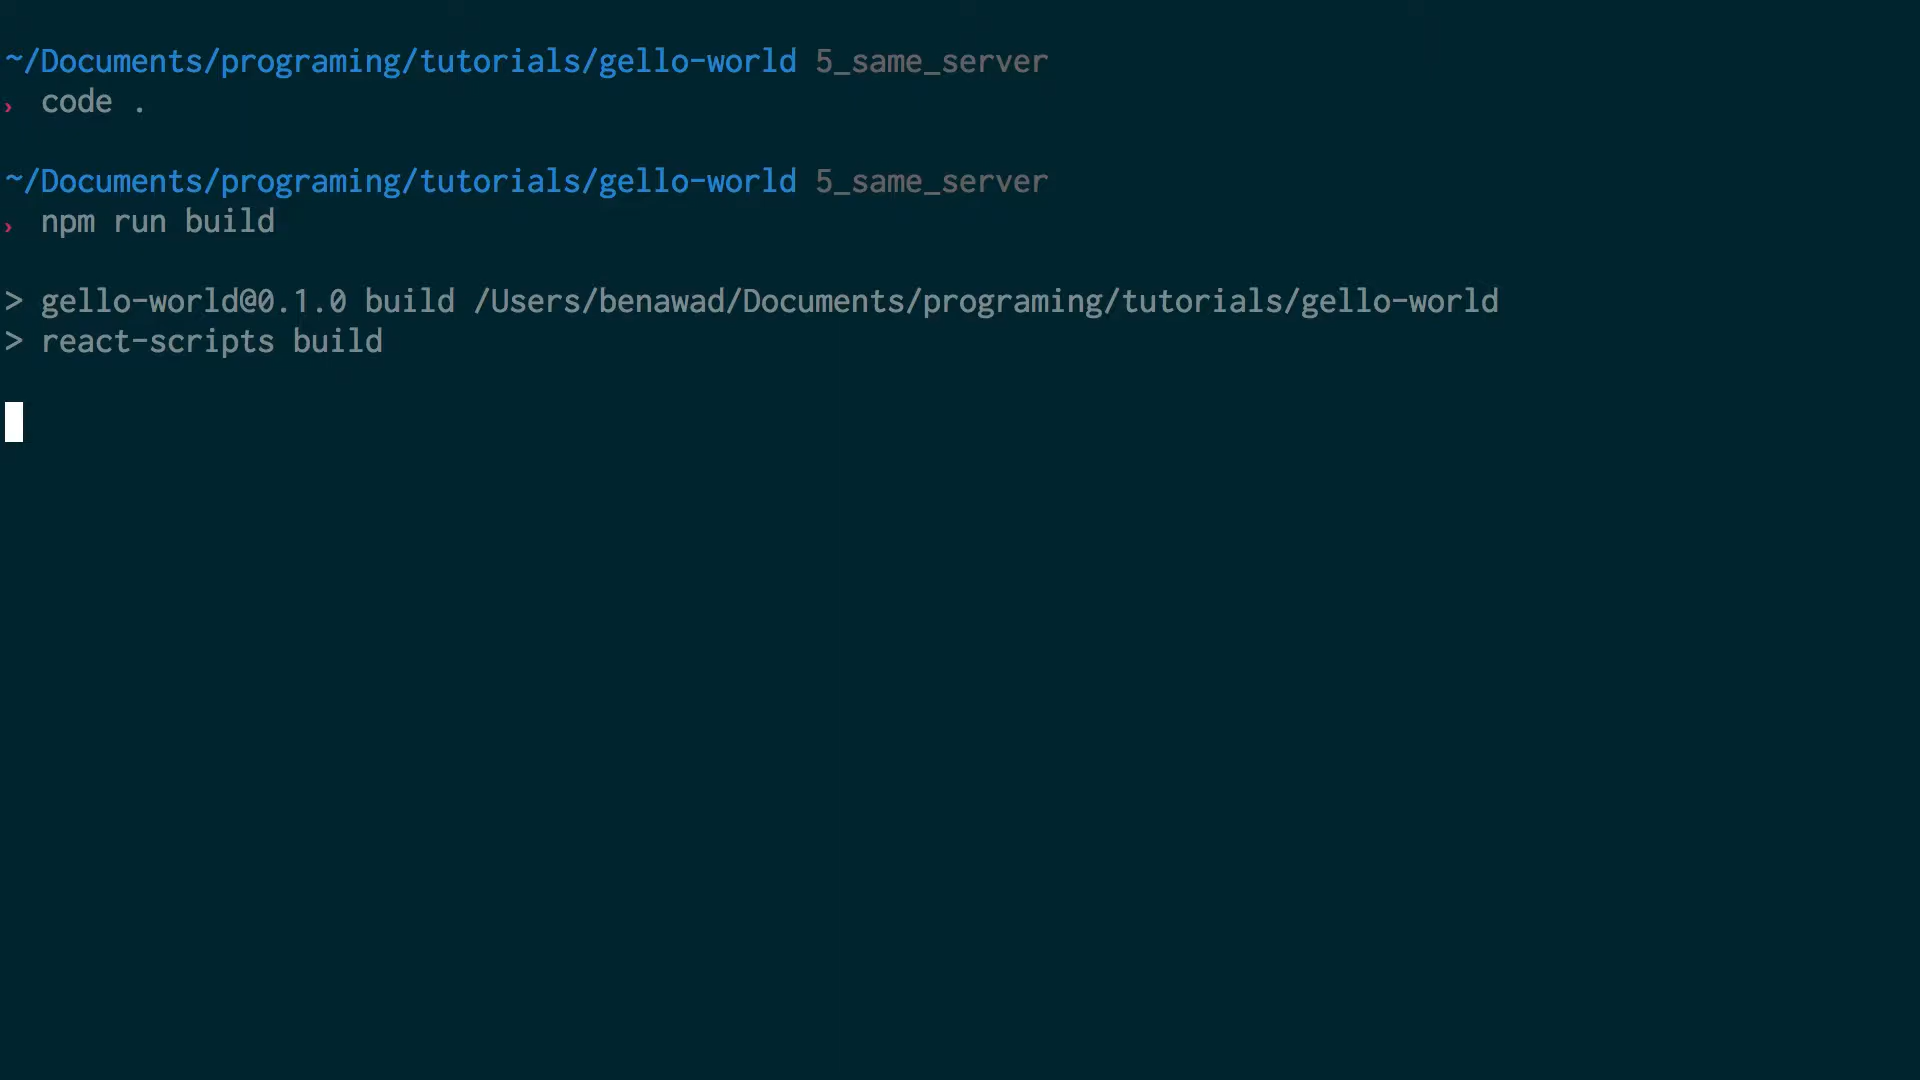 ~/Documents/programing/tutorials/gello-world 5_same_server
› code .
~/Documents/programing/tutorials/gello-world 5_same_server
› npm run build
> gello-world@0.1.0 build /Users/benawad/Documents/programing/tutorials/gello-world
> react-scripts build